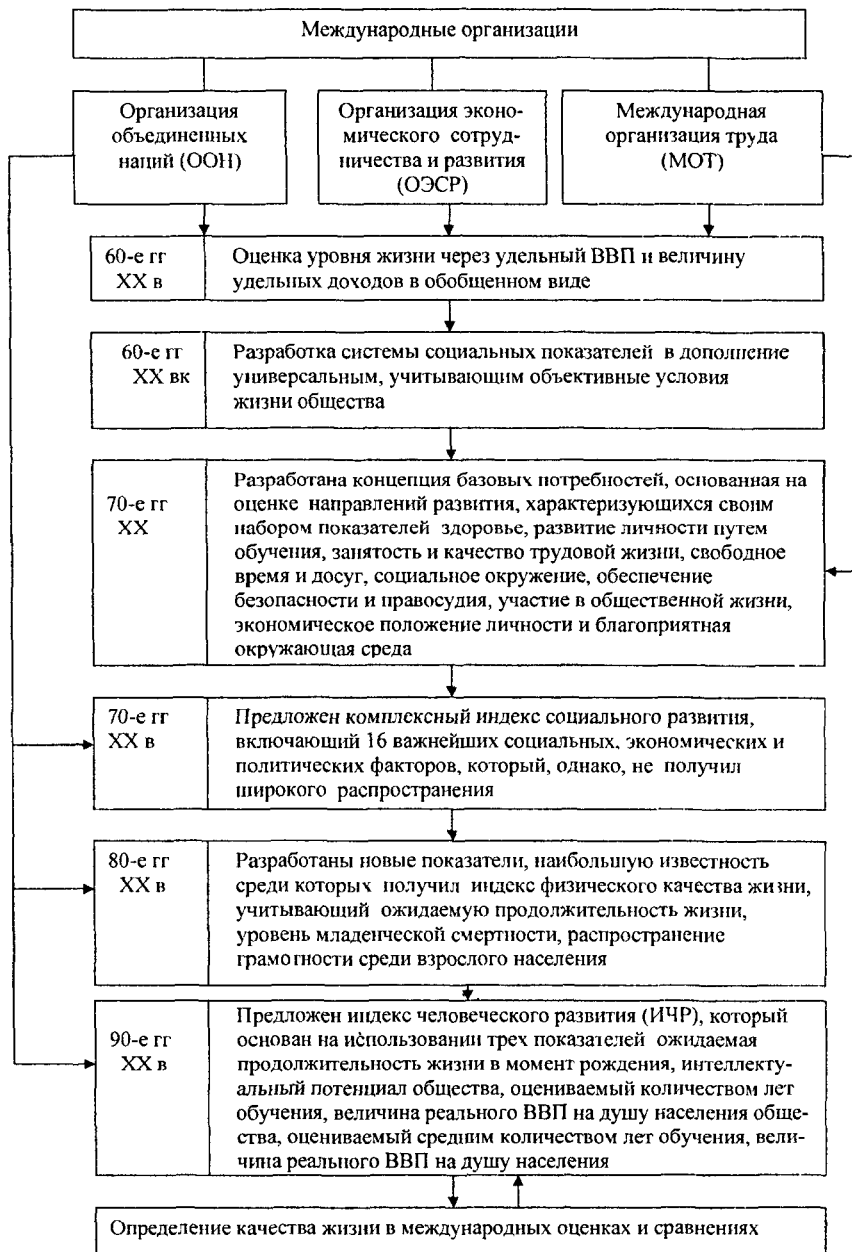 Международные организации
Организация
объединенных
наций (ООН)
Организация эконо-
мического сотруд-
ничества и развития
(ОЭСР)
Международная
организация труда
(МОТ)
60-е гг
XX в
Оценка уровня жизни через удельный ВВП и величину
удельных доходов в обобщенном виде
60-е гг
XX вк
Разработка системы социальных показателей в дополнение
универсальным, учитывающим объективные условия
жизни общества
70-е гг
XX
Разработана концепция базовых потребностей, основанная на
оценке направлений развития, характеризующихся своим
набором показателей здоровье, развитие личности путем
обучения, занятость и качество трудовой жизни, свободное
время и досуг, социальное окружение, обеспечение
безопасности и правосудия, участие в общественной жизни,
экономическое положение личности и благоприятная
окружающая среда
70-е гг
XX в
Предложен комплексный индекс социального развития,
включающий 16 важнейших социальных, экономических и
политических факторов, который, однако, не получил
широкого распространения
80-е гг
XX в
Разработаны новые показатели, наибольшую известность
среди которых получил индекс физического качества жизни,
учитывающий ожидаемую продолжительность жизни,
уровень младенческой смертности, распространение
грамотности среди взрослого населения
90-е гг
XX в
Предложен индекс человеческого развития (ИЧР), который
основан на использовании трех показателей ожидаемая
продолжительность жизни в момент рождения, интеллекту-
альный потенциал общества, оцениваемый количеством лет
обучения, величина реального ВВП на душу населения обще-
ства, оцениваемый средним количеством лет обучения, вели-
чина реального ВВП на душу населения
Определение качества жизни в международных оценках и сравнениях